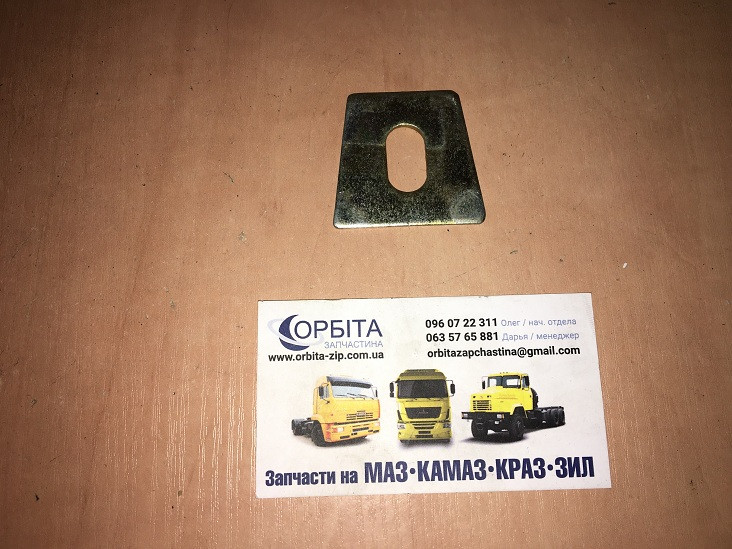 ОРБІТА
ЗАПЧАСТИНА
www.orbita-zip.com.ua
096 07 22 311 Олег / нач. отдела
063 57 65 881 Дарья / менеджер
orbitazapchastina@gmail.com
Запчасти на МАЗ•КАМАЗ•КРАЗ•ЗИЛ